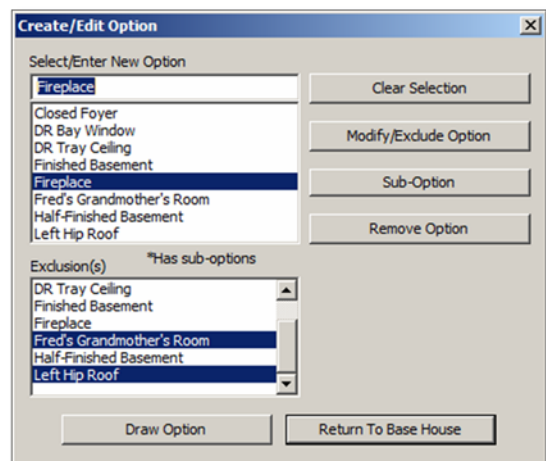 Create/Edit Option
Select/Enter New Option
Fireplace
Closed Foyer
DR Bay Window
DR Tray Ceiling
Finished Basement
Fireplace
Fred's Grandmother's Room
Half-Finished Basement
Left Hip Roof
Clear Selection
Modify/Exclude Option
Sub-Option
Remove Option
Exclusion(s)
*Has sub-options
DR Tray Ceiling
Finished Basement
Fireplace
Fred's Grandmother's Room
Half-Finished Basement
Left Hip Roof
Draw Option
Return To Base House